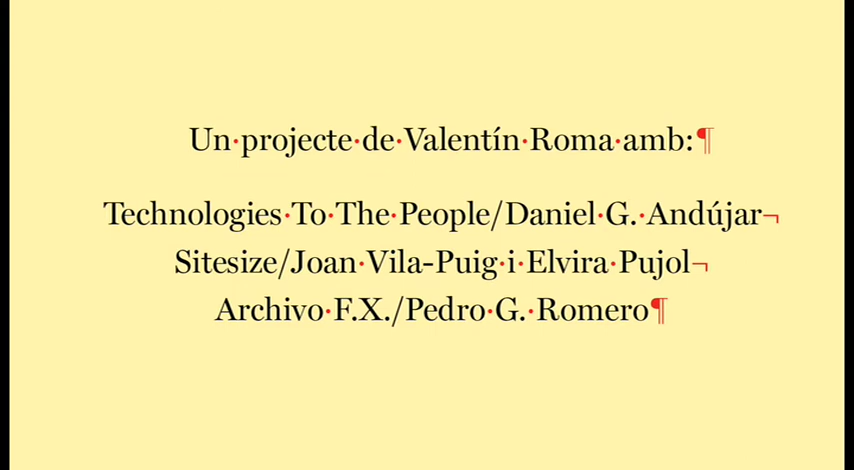 Un·projecte·de·Valentín·Roma·amb:¶
Technologies·To·The·People/Daniel·G.·Andújar¬
Sitesize/Joan·Vila-Puig·i·Elvira·Pujol¬
Archivo·F.X./Pedro·G.·Romero¶